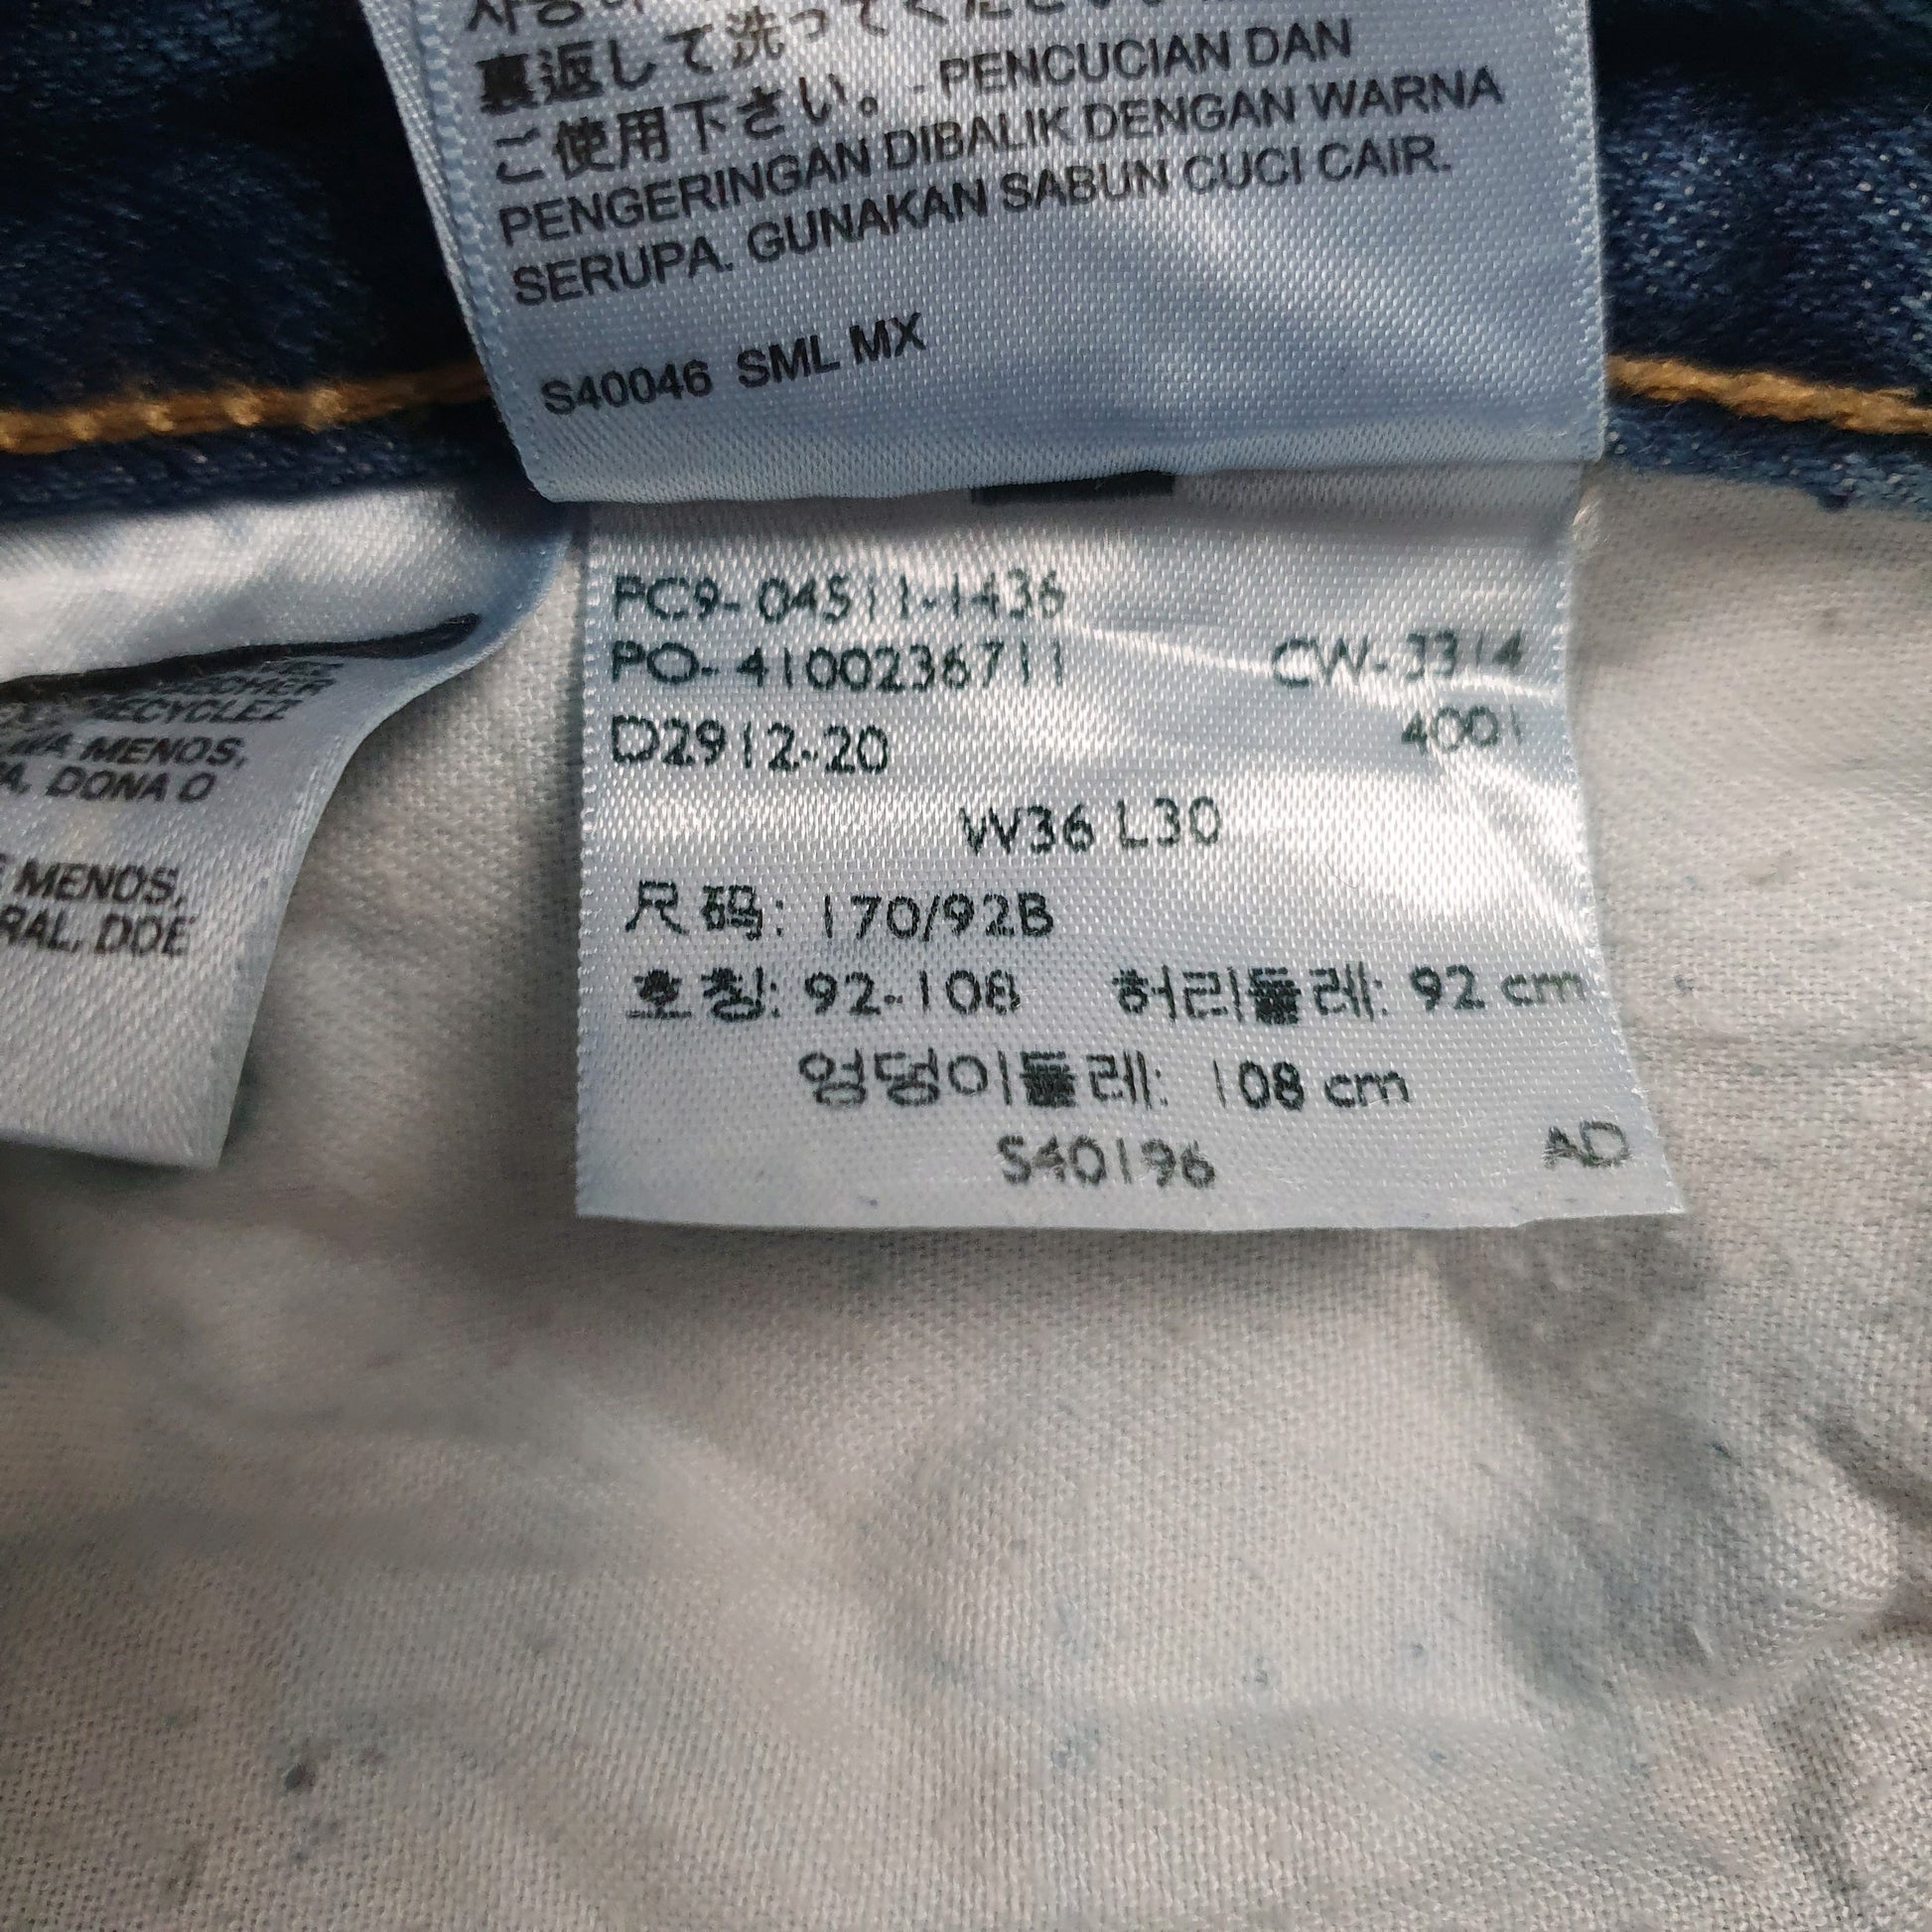 裏返して洗ってください
ご使用下さい。- PENCUCIAN DAN
PENGERINGAN DIBALIK DENGAN WARNA
SERUPA. GUNAKAN SABUN CUCI CAIR.
S40046 SML MX
RECYCLEZ
MENOS,
DONA O
MENOS,
DOE
PC9-04511-1436
PO-4100236711 CW-3314
D2912-20 4001
W36 L30
尺码: 170/92B
호칭: 92-108 허리둘레: 92 cm
엉덩이둘레: 108 cm
S40196 AD